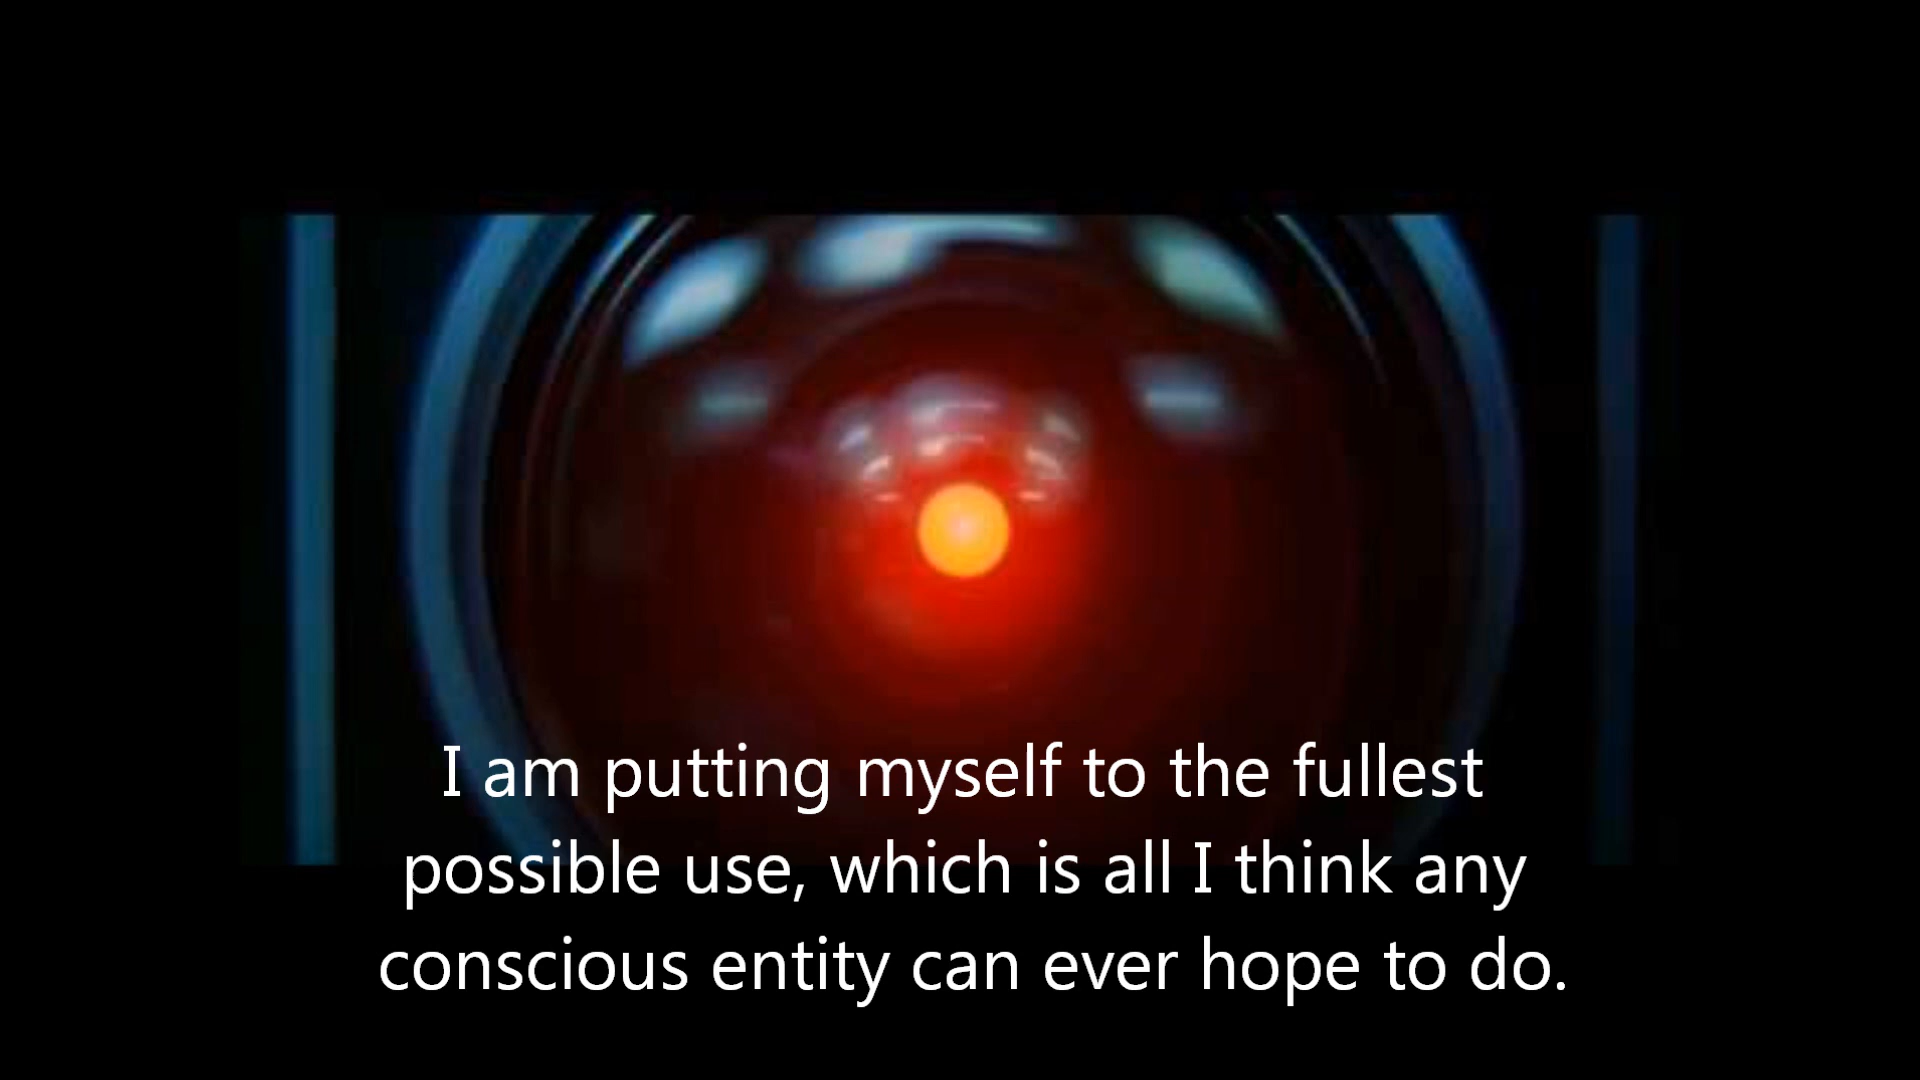 I am putting myself to the fullest
possible use, which is all I think any
conscious entity can ever hope to do.